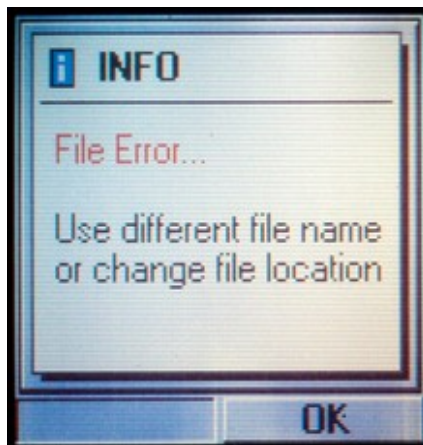 i INFO
File Error...
Use different file name
or change file location
OK